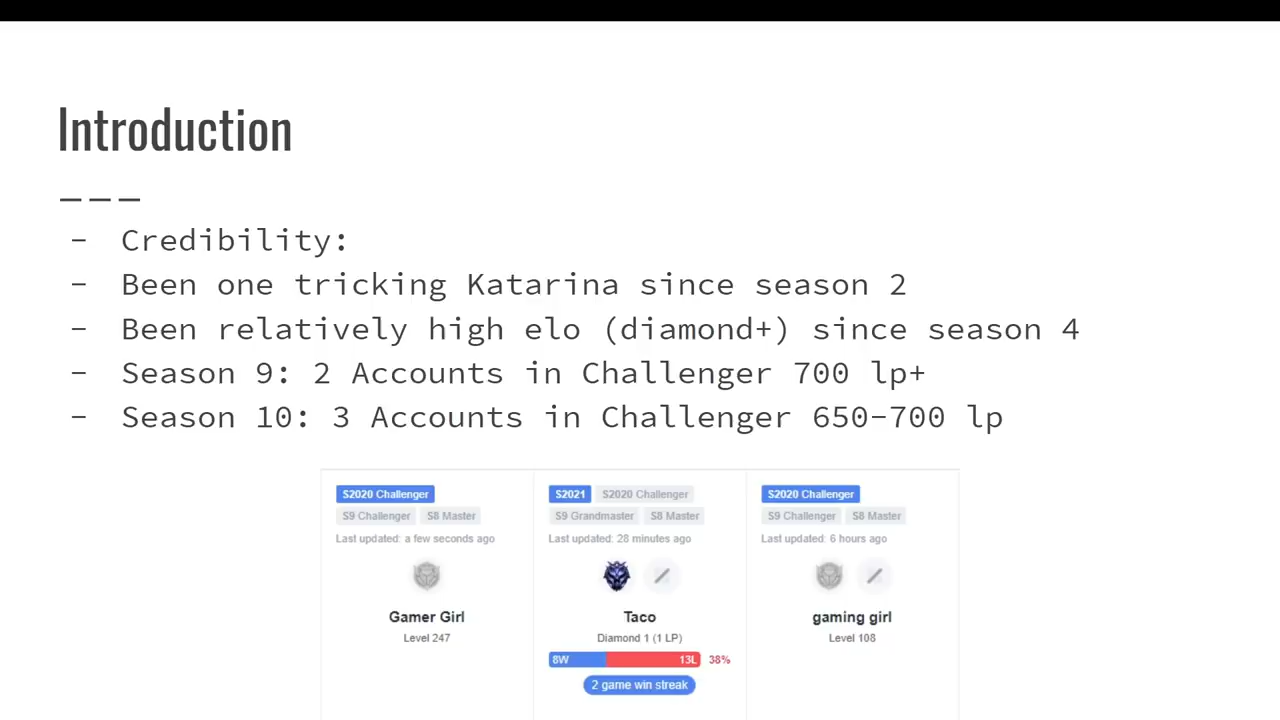 Introduction
- Credibility:
- Been one tricking Katarina since season 2
- Been relatively high elo (diamond+) since season 4
- Season 9: 2 Accounts in Challenger 700 lp+
- Season 10: 3 Accounts in Challenger 650-700 lp
S2020 Challenger
S9 Challenger S8 Master
Last updated: a few seconds ago
Gamer Girl
Level 247
S2021 S2020 Challenger
S9 Grandmaster S8 Master
Last updated: 28 minutes ago
Taco
Diamond 1 (1 LP)
8W 13L 38%
2 game win streak
S2020 Challenger
S9 Challenger S8 Master
Last updated: 6 hours ago
gaming girl
Level 108